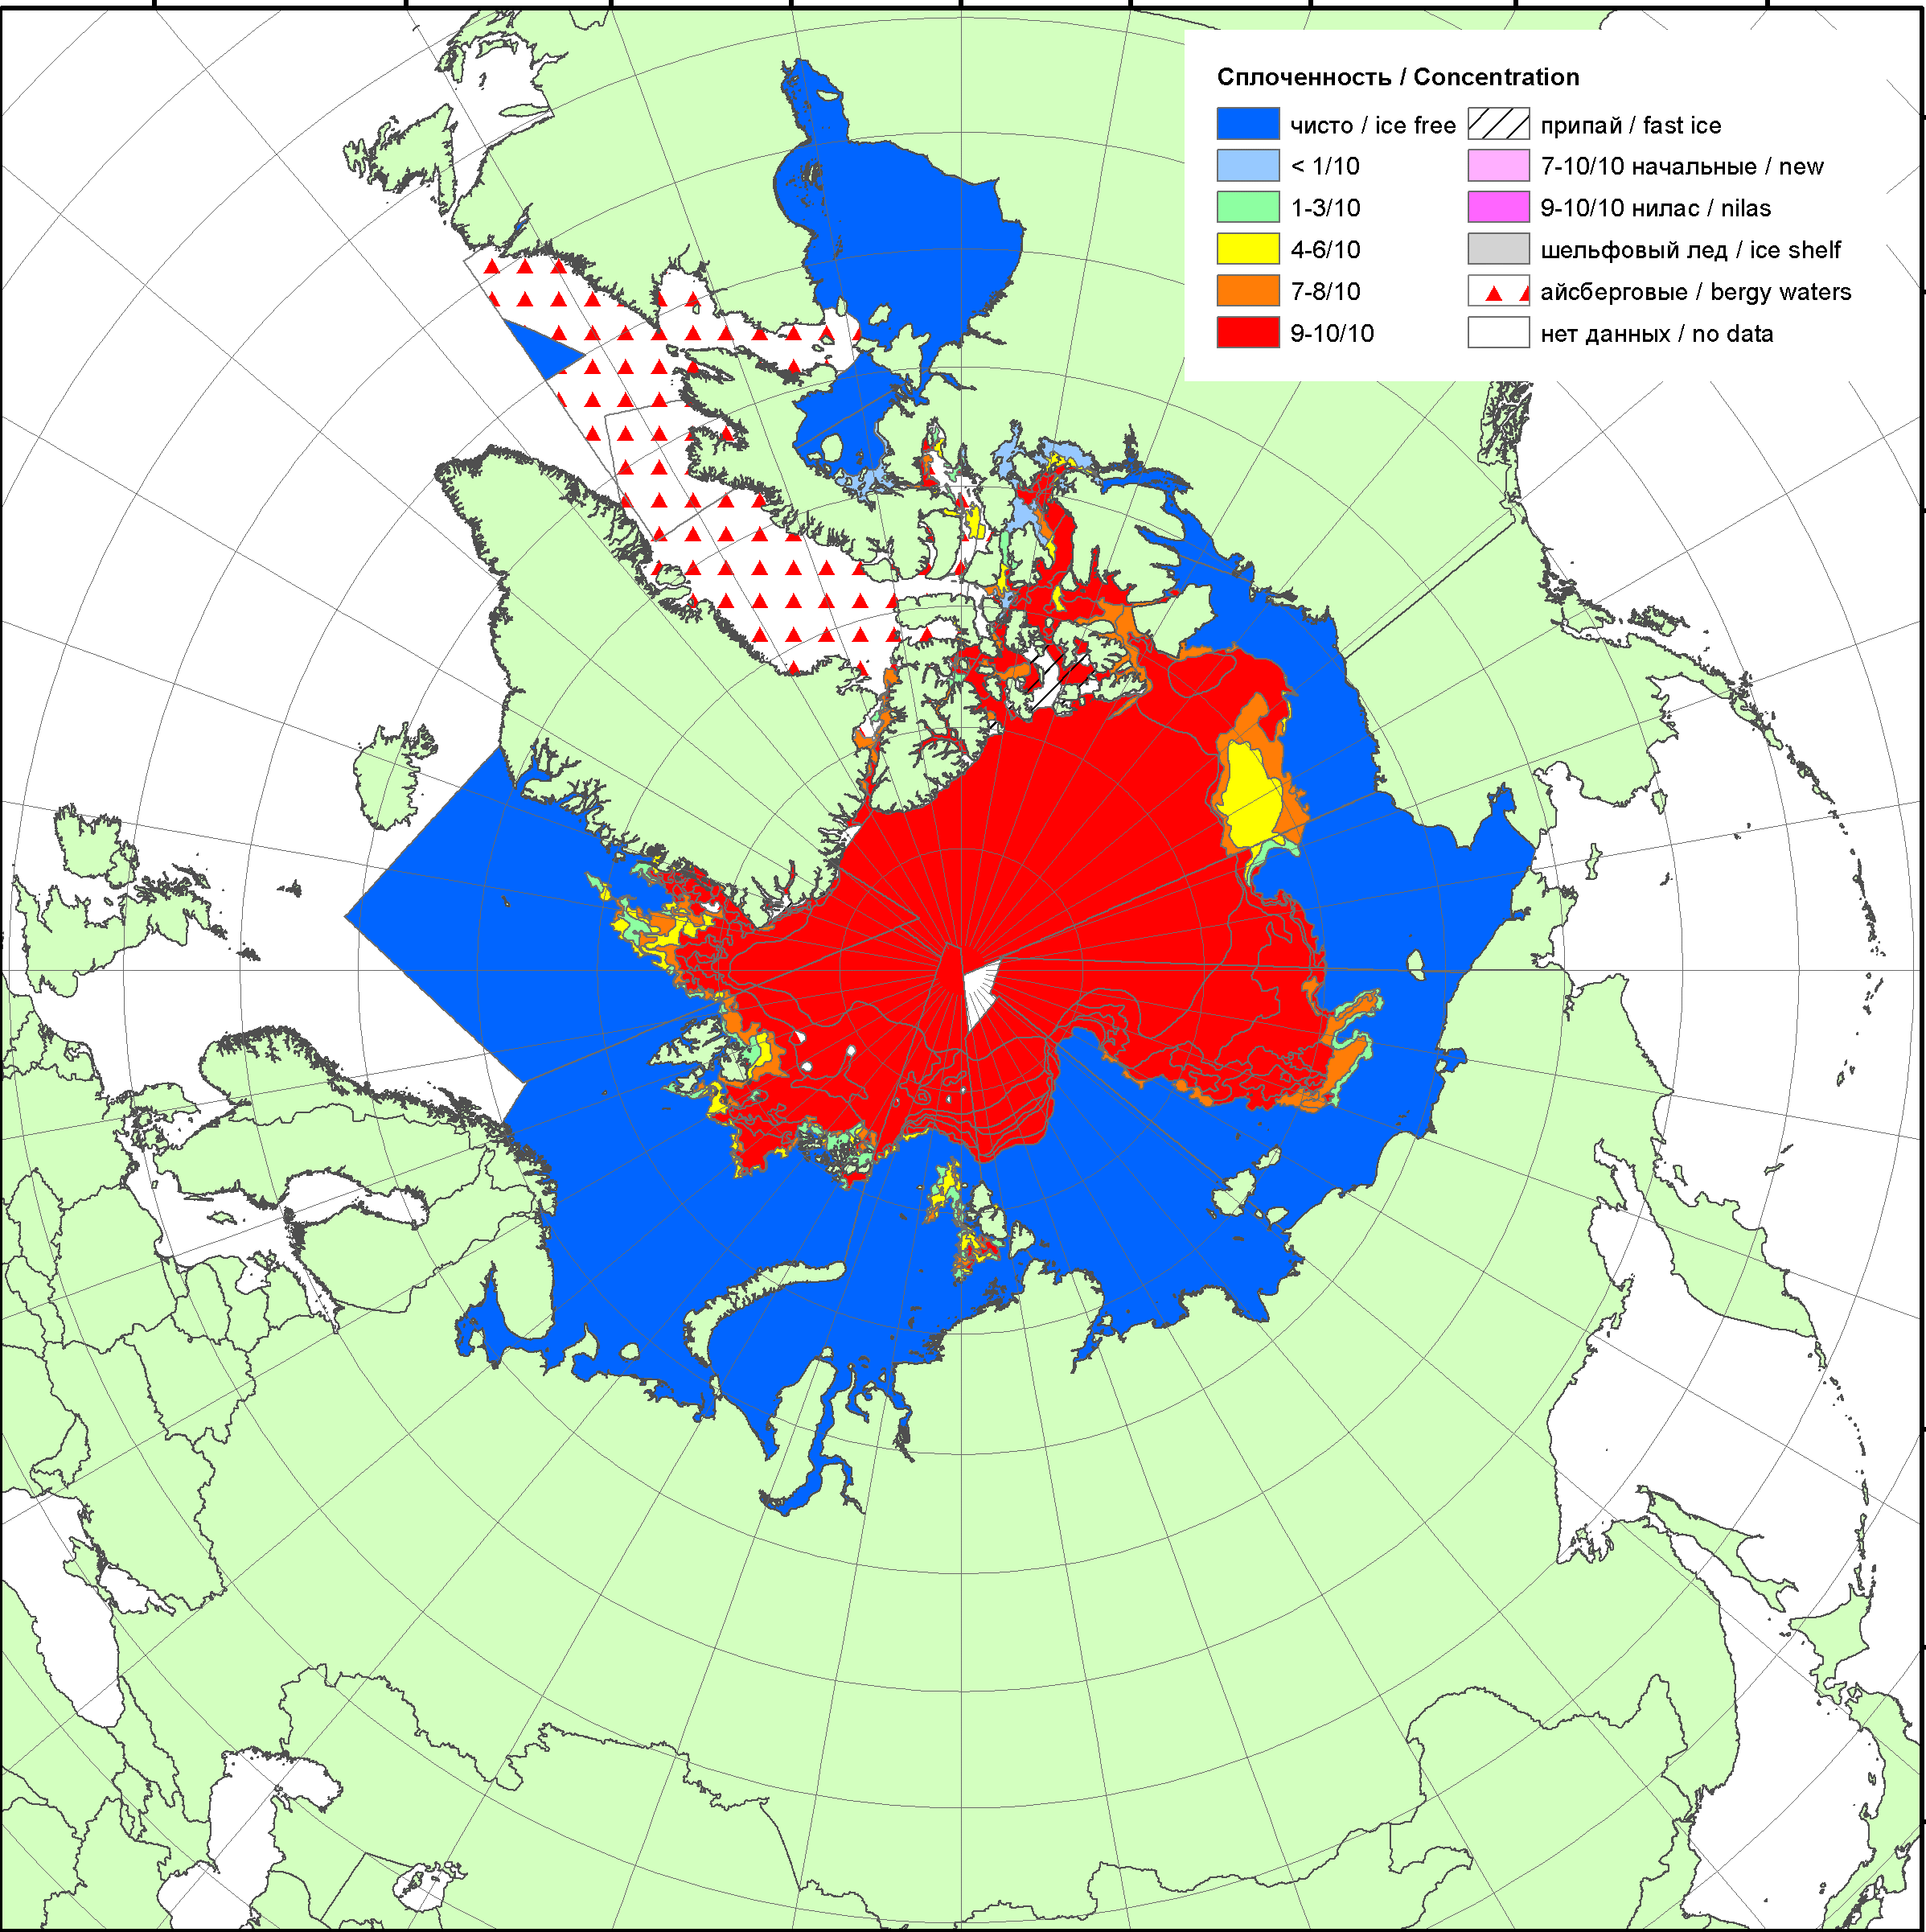 Сплоченность / Concentration
чисто / ice free
< 1/10
1-3/10
4-6/10
7-8/10
9-10/10
припай / fast ice
7-10/10 начальные / new
9-10/10 нилас / nilas
шельфовый лед / ice shelf
айсберговые / bergy waters
нет данных / no data